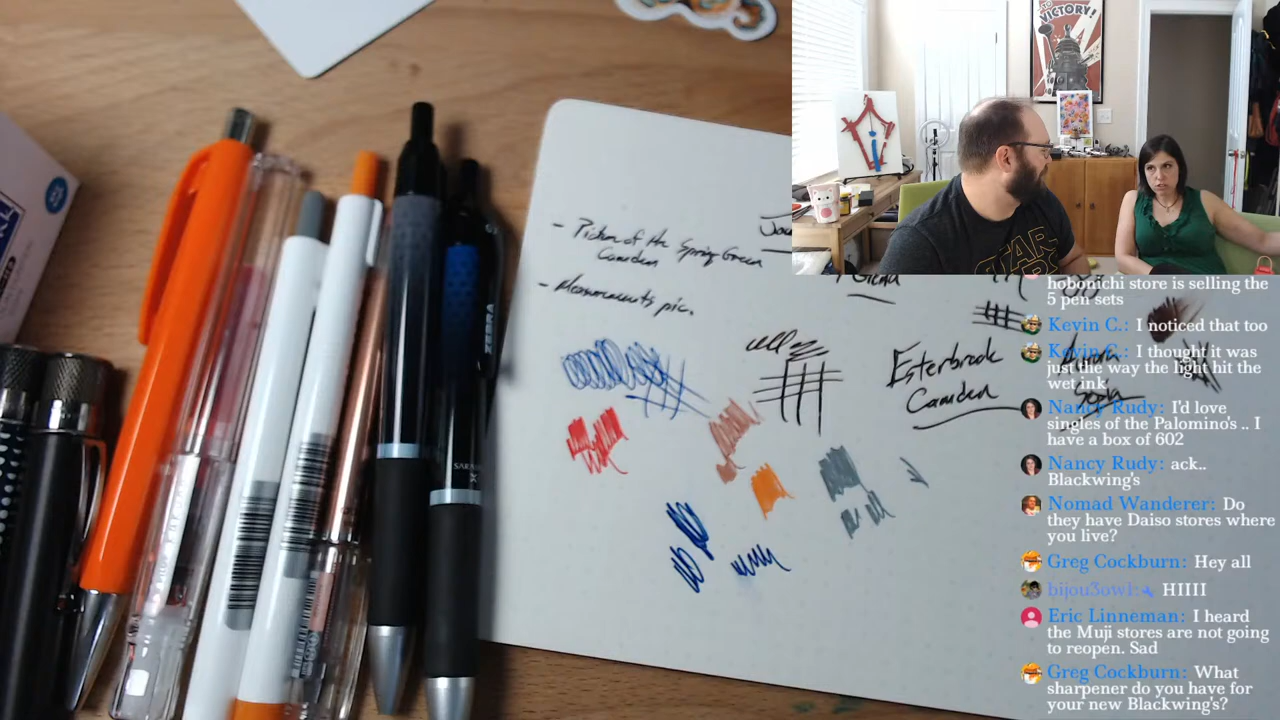 VICTORY!
STAR
- Picture of the Spring Green
Camden
- Measurements pic.
Esterbrook
Camden
ZEBRA
SARASA
hobonichi store is selling the
5 pen sets
Kevin C.: I noticed that too
Kevin C.: I thought it was
just the way the light hit the
wet ink
Nancy Rudy: I'd love
singles of the Palomino's .. I
have a box of 602
Nancy Rudy: ack..
Blackwing's
Nomad Wanderer: Do
they have Daiso stores where
you live?
Greg Cockburn: Hey all
bijou3owl: HIIII
Eric Linneman: I heard
the Muji stores are not going
to reopen. Sad
Greg Cockburn: What
sharpener do you have for
your new Blackwing's?